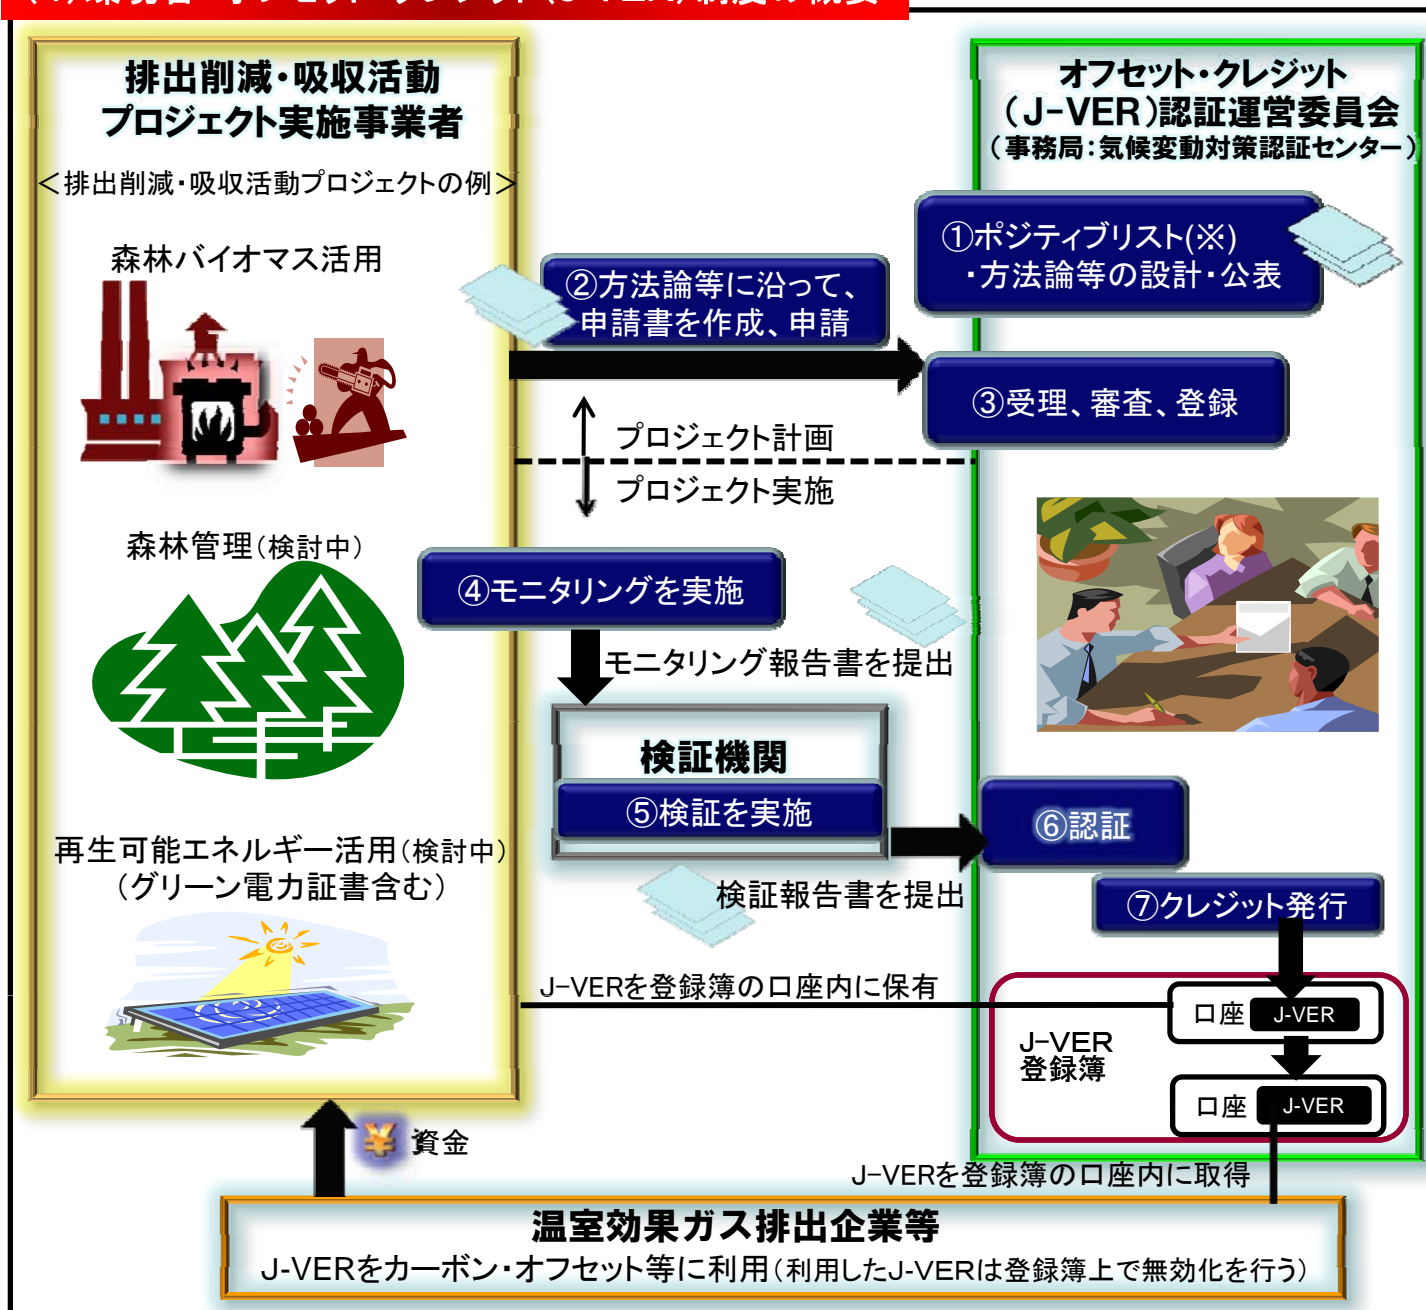 排出削減・吸収活動
プロジェクト実施事業者
＜排出削減・吸収活動プロジェクトの例＞
森林バイオマス活用
森林管理（検討中）
再生可能エネルギー活用（検討中）
（グリーン電力証書含む）
オフセット・クレジット
（J-VER）認証運営委員会
（事務局：気候変動対策認証センター）
①ポジティブリスト(※)
・方法論等の設計・公表
②方法論等に沿って、
申請書を作成、申請
③受理、審査、登録
プロジェクト計画
プロジェクト実施
④モニタリングを実施
モニタリング報告書を提出
検証機関
⑤検証を実施
⑥認証
検証報告書を提出
⑦クレジット発行
J-VERを登録簿の口座内に保有
口座 J-VER
J-VER
登録簿
口座 J-VER
¥ 資金
J-VERを登録簿の口座内に取得
温室効果ガス排出企業等
J-VERをカーボン・オフセット等に利用（利用したJ-VERは登録簿上で無効化を行う）